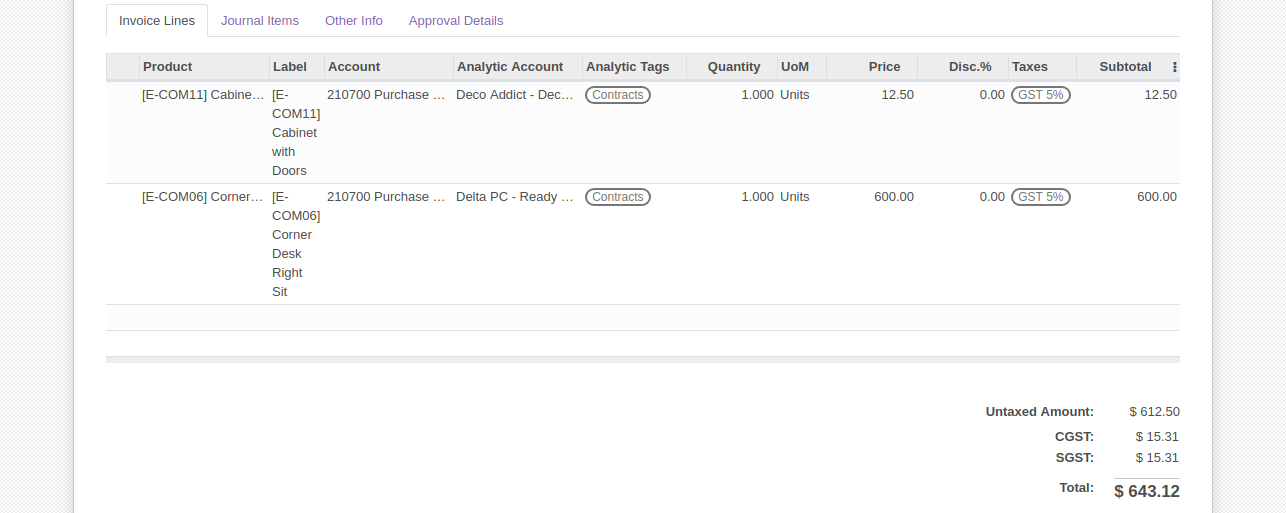 Invoice Lines Journal Items Other Info Approval Details
Product Label Account Analytic Account Analytic Tags Quantity UoM Price Disc.% Taxes Subtotal
[E-COM11] Cabine… [E- 210700 Purchase … Deco Addict - Dec… Contracts 1.000 Units 12.50 0.00 GST 5% 12.50
COM11]
Cabinet
with
Doors
[E-COM06] Corner… [E- 210700 Purchase … Delta PC - Ready … Contracts 1.000 Units 600.00 0.00 GST 5% 600.00
COM06]
Corner
Desk
Right
Sit
Untaxed Amount: $ 612.50
CGST: $ 15.31
SGST: $ 15.31
Total: $ 643.12